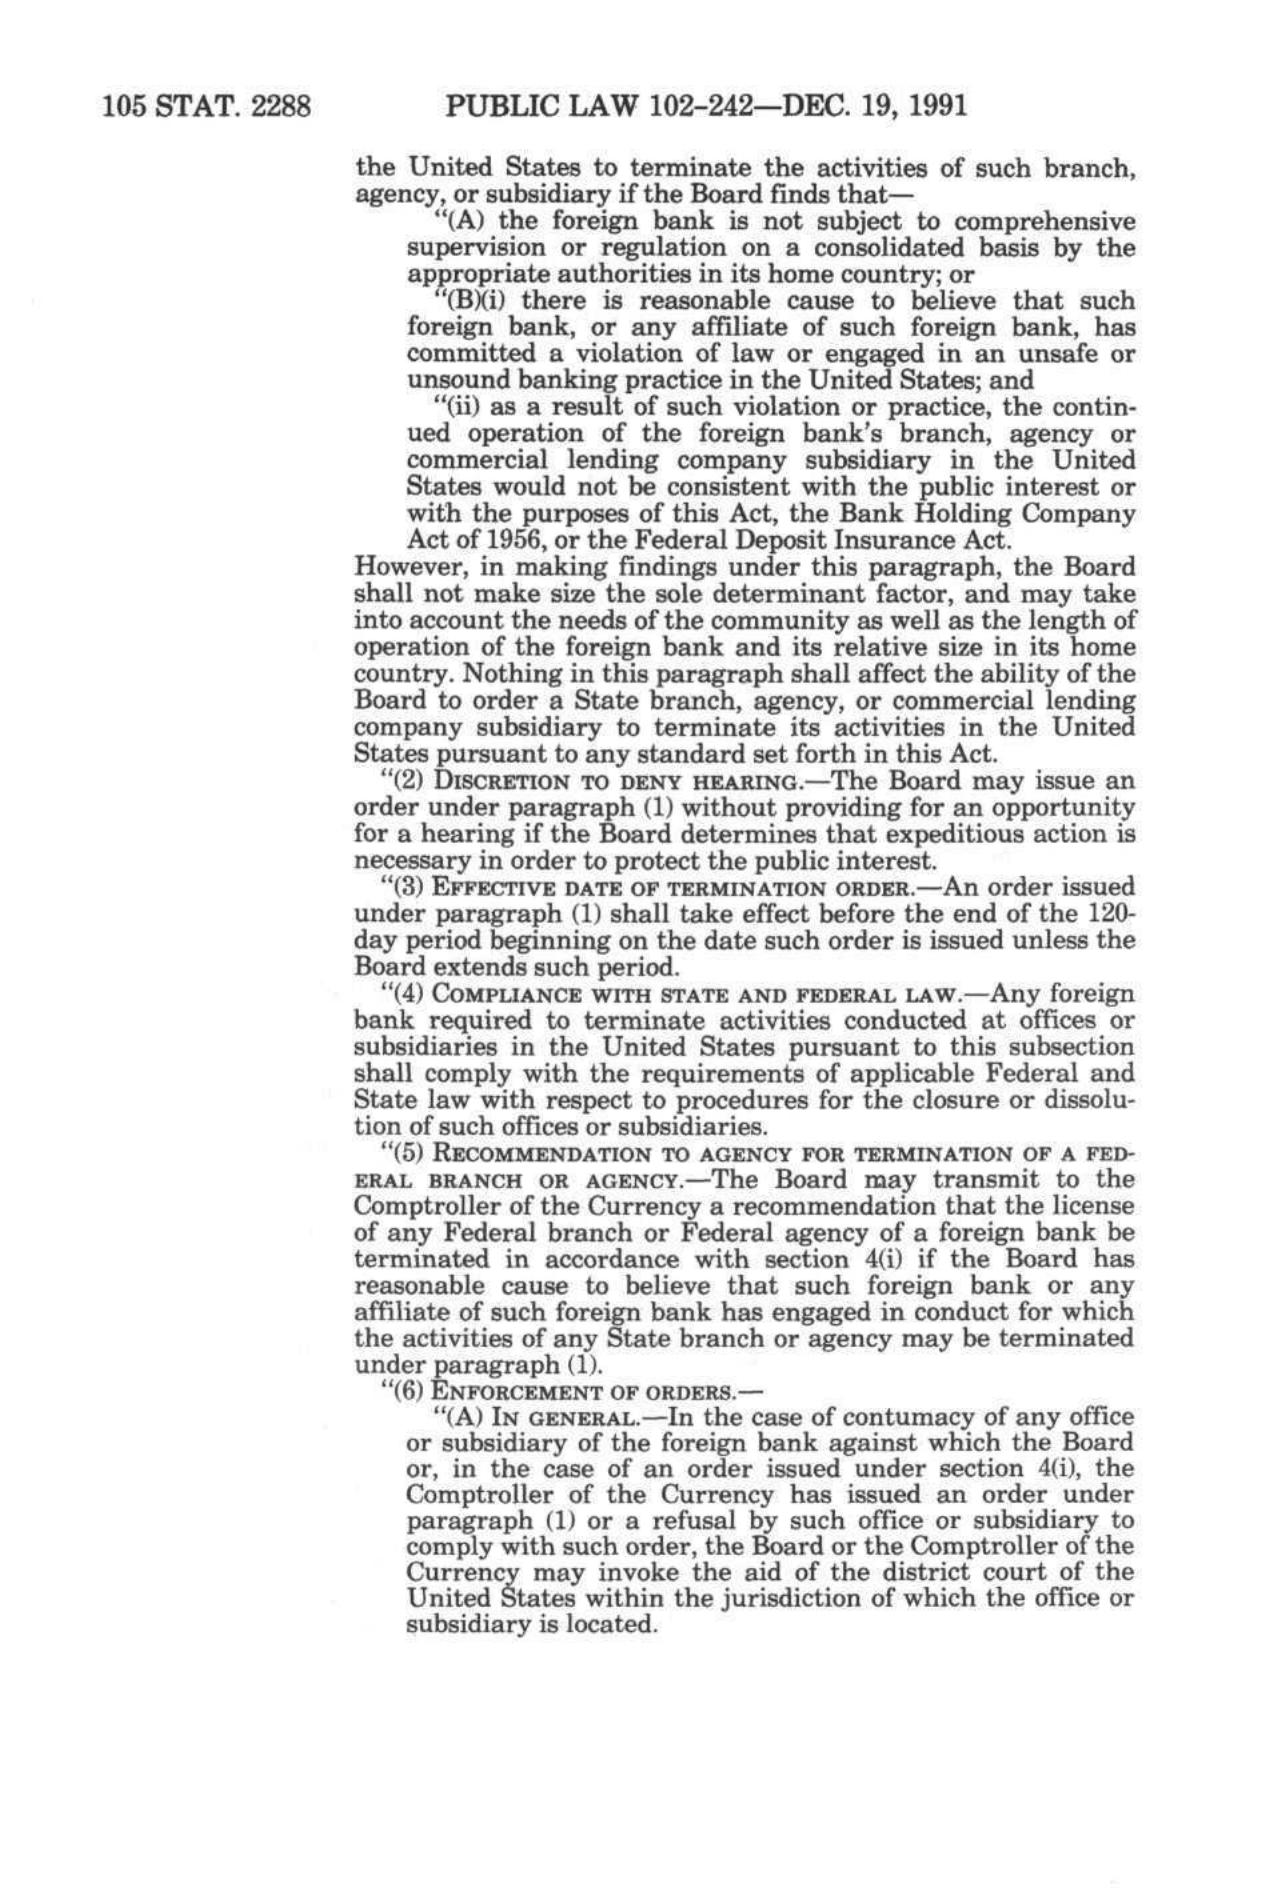 105 STAT. 2288 PUBLIC LAW 102-242—DEC. 19, 1991
the United States to terminate the activities of such branch,
agency, or subsidiary if the Board finds that—
"(A) the foreign bank is not subject to comprehensive
supervision or regulation on a consolidated basis by the
appropriate authorities in its home country; or
"(B)(i) there is reasonable cause to believe that such
foreign bank, or any affiliate of such foreign bank, has
committed a violation of law or engaged in an unsafe or
unsound banking practice in the United States; and
"(ii) as a result of such violation or practice, the contin-
ued operation of the foreign bank's branch, agency or
commercial lending company subsidiary in the United
States would not be consistent with the public interest or
with the purposes of this Act, the Bank Holding Company
Act of 1956, or the Federal Deposit Insurance Act.
However, in making findings under this paragraph, the Board
shall not make size the sole determinant factor, and may take
into account the needs of the community as well as the length of
operation of the foreign bank and its relative size in its home
country. Nothing in this paragraph shall affect the ability of the
Board to order a State branch, agency, or commercial lending
company subsidiary to terminate its activities in the United
States pursuant to any standard set forth in this Act.
"(2) DISCRETION TO DENY HEARING.—The Board may issue an
order under paragraph (1) without providing for an opportunity
for a hearing if the Board determines that expeditious action is
necessary in order to protect the public interest.
"(3) EFFECTIVE DATE OF TERMINATION ORDER.—An order issued
under paragraph (1) shall take effect before the end of the 120-
day period beginning on the date such order is issued unless the
Board extends such period.
"(4) COMPLIANCE WITH STATE AND FEDERAL LAW.—Any foreign
bank required to terminate activities conducted at offices or
subsidiaries in the United States pursuant to this subsection
shall comply with the requirements of applicable Federal and
State law with respect to procedures for the closure or dissolu-
tion of such offices or subsidiaries.
"(5) RECOMMENDATION TO AGENCY FOR TERMINATION OF A FED-
ERAL BRANCH OR AGENCY.—The Board may transmit to the
Comptroller of the Currency a recommendation that the license
of any Federal branch or Federal agency of a foreign bank be
terminated in accordance with section 4(i) if the Board has
reasonable cause to believe that such foreign bank or any
affiliate of such foreign bank has engaged in conduct for which
the activities of any State branch or agency may be terminated
under paragraph (1).
"(6) ENFORCEMENT OF ORDERS.—
"(A) IN GENERAL.—In the case of contumacy of any office
or subsidiary of the foreign bank against which the Board
or, in the case of an order issued under section 4(i), the
Comptroller of the Currency has issued an order under
paragraph (1) or a refusal by such office or subsidiary to
comply with such order, the Board or the Comptroller of the
Currency may invoke the aid of the district court of the
United States within the jurisdiction of which the office or
subsidiary is located.